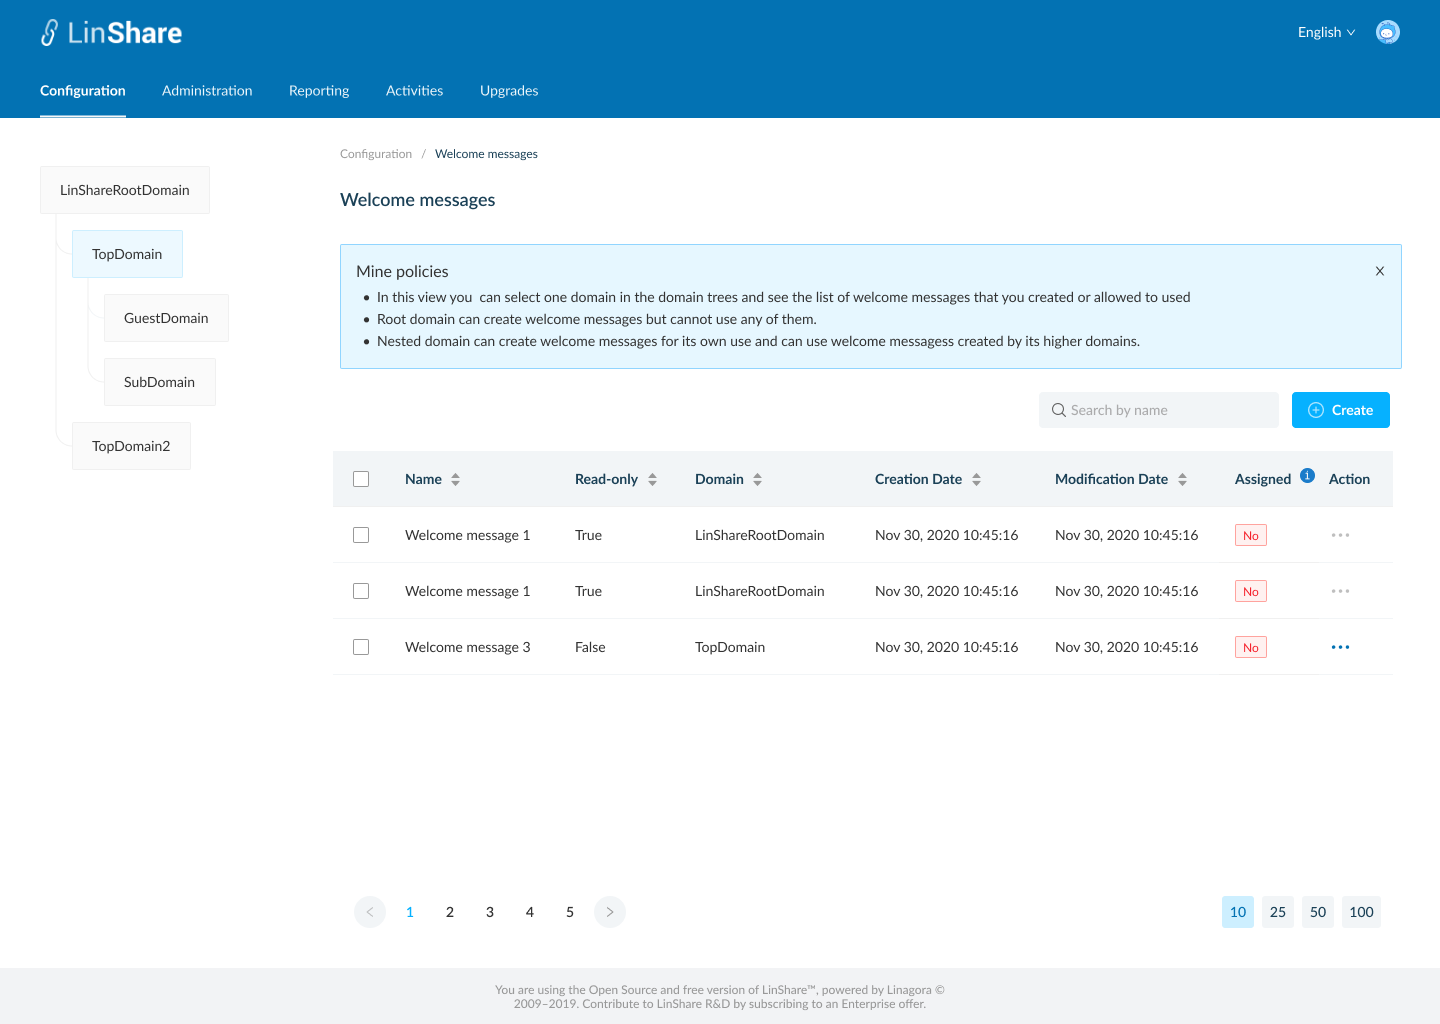 LinShare
English
Configuration Administration Reporting Activities Upgrades
LinShareRootDomain
TopDomain
GuestDomain
SubDomain
TopDomain2
Configuration / Welcome messages
Welcome messages
Mine policies
X
• In this view you  can select one domain in the domain trees and see the list of welcome messages that you created or allowed to used
• Root domain can create welcome messages but cannot use any of them.
• Nested domain can create welcome messages for its own use and can use welcome messagess created by its higher domains.
Search by name
Create
Name Read-only Domain Creation Date Modification Date Assigned i Action
Welcome message 1 True LinShareRootDomain Nov 30, 2020 10:45:16 Nov 30, 2020 10:45:16 No
Welcome message 1 True LinShareRootDomain Nov 30, 2020 10:45:16 Nov 30, 2020 10:45:16 No
Welcome message 3 False TopDomain Nov 30, 2020 10:45:16 Nov 30, 2020 10:45:16 No
< 1 2 3 4 5 >
10 25 50 100
You are using the Open Source and free version of LinShare™, powered by Linagora ©
2009–2019. Contribute to LinShare R&D by subscribing to an Enterprise offer.